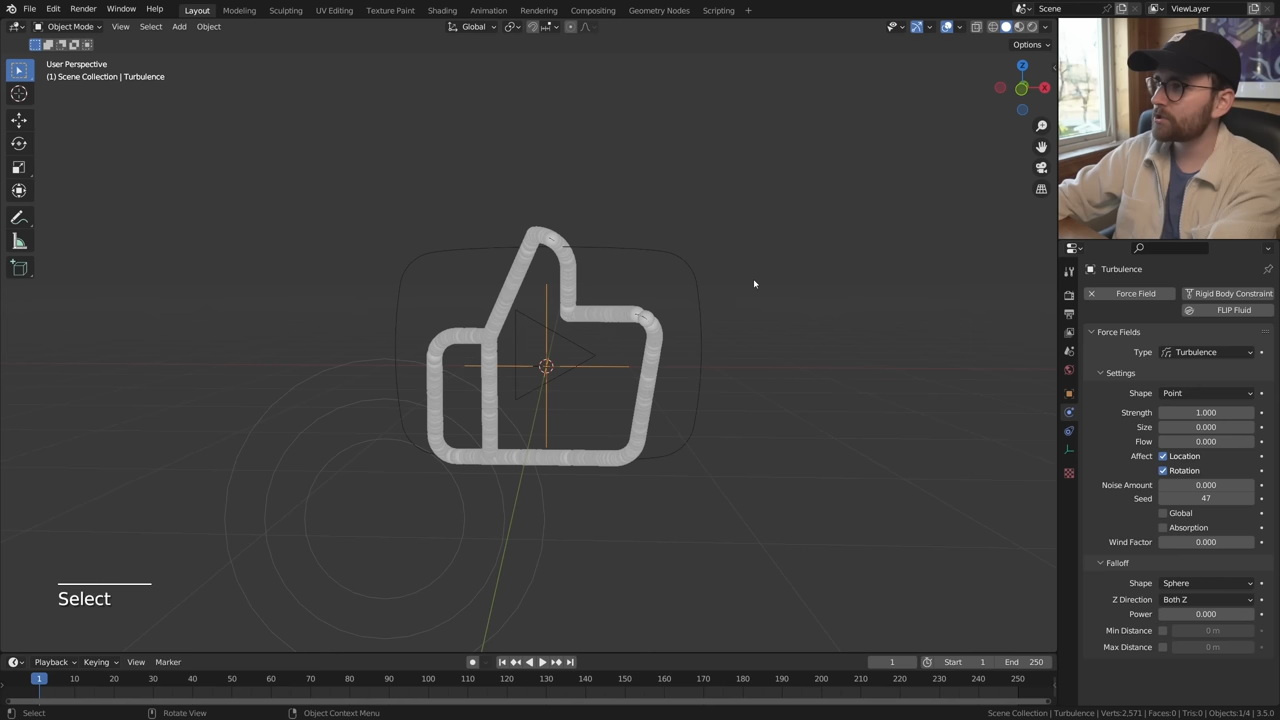 File Edit Render Window Help Layout Modeling Sculpting UV Editing Texture Paint Shading Animation Rendering Compositing Geometry Nodes Scripting + Scene ViewLayer
Object Mode View Select Add Object Global
Options
User Perspective
(1) Scene Collection | Turbulence
Z
X
Turbulence
Force Field Rigid Body Constraint
FLIP Fluid
Force Fields
Type Turbulence
Settings
Shape Point
Strength 1.000
Size 0.000
Flow 0.000
Affect Location
Rotation
Noise Amount 0.000
Seed 47
Global
Absorption
Wind Factor 0.000
Falloff
Shape Sphere
Z Direction Both Z
Power 0.000
Min Distance 0 m
Max Distance 0 m
Select
Playback Keying View Marker 1 Start 1 End 250
1 10 20 30 40 50 60 70 80 90 100 110 120 130 140 150 160 170 180 190 200 210 220 230 240 250
Select Rotate View Object Context Menu Scene Collection | Turbulence | Verts:2,571 | Faces:0 | Tris:0 | Objects:1/4 | 3.5.0